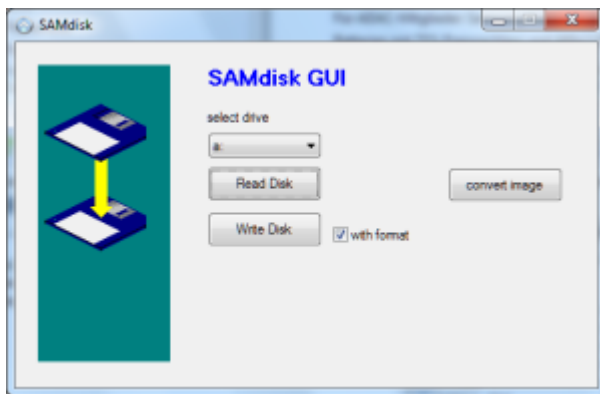 SAMdisk
SAMdisk GUI
select drive
a:
Read Disk
convert image
Write Disk
with format